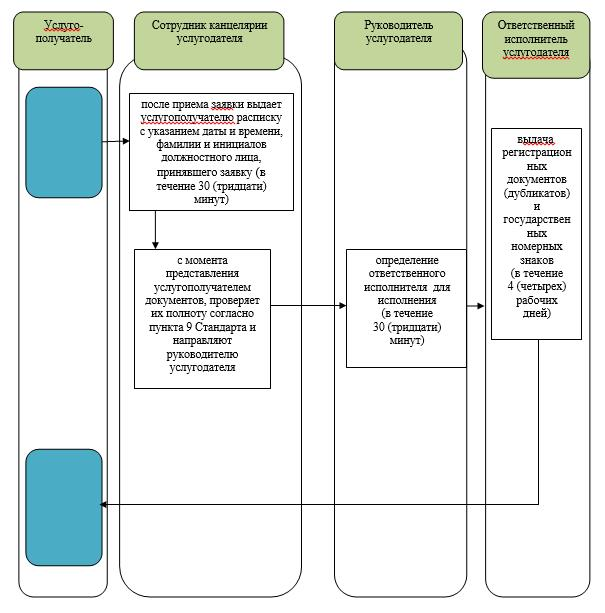 Услуго-
получатель
Сотрудник канцелярии
услугодателя
Руководитель
услугодателя
Ответственный
исполнитель
услугодателя
после приема заявки выдает
услугополучателю расписку
с указанием даты и времени,
фамилии и инициалов
должностного лица,
принявшего заявку (в
течение 30 (тридцати)
минут)
с момента
представления
услугополучателем
документов, проверяет
их полноту согласно
пункта 9 Стандарта и
направляют
руководителю
услугодателя
определение
ответственного
исполнителя для
исполнения
(в течение
30 (тридцати)
минут)
выдача
регистрацион
ных
документов
(дубликатов)
и
государствен
ных
номерных
знаков
(в течение
4 (четырех)
рабочих
дней)